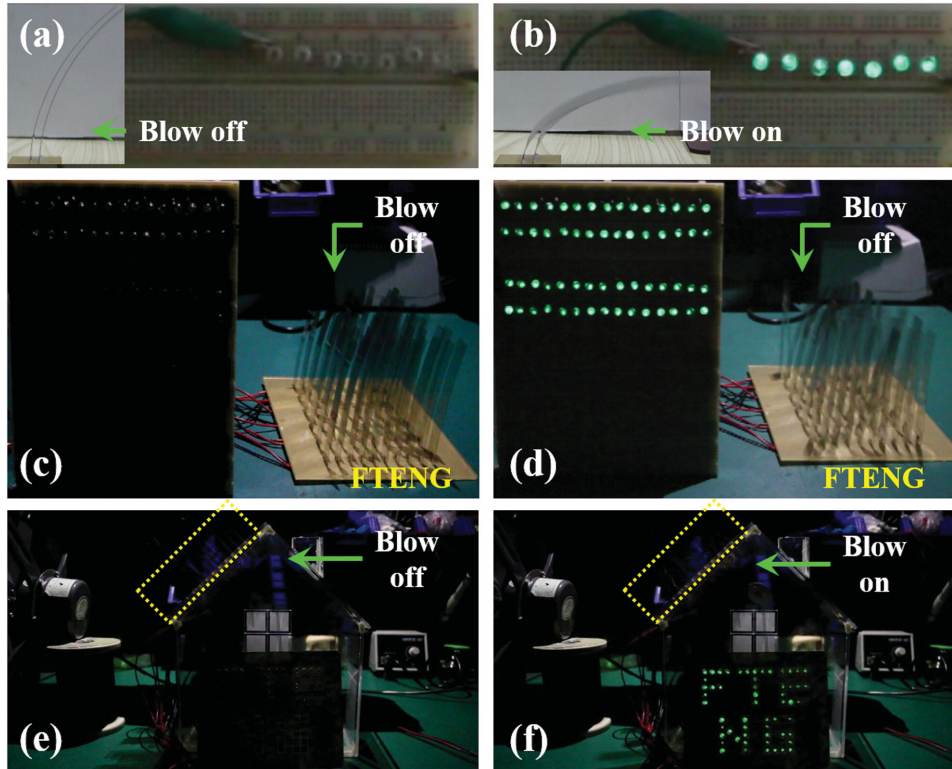 (a)
Blow off
(b)
Blow on
Blow
off
(c)
FTENG
Blow
off
(d)
FTENG
Blow
off
(e)
Blow
on
FTE
NG
(f)